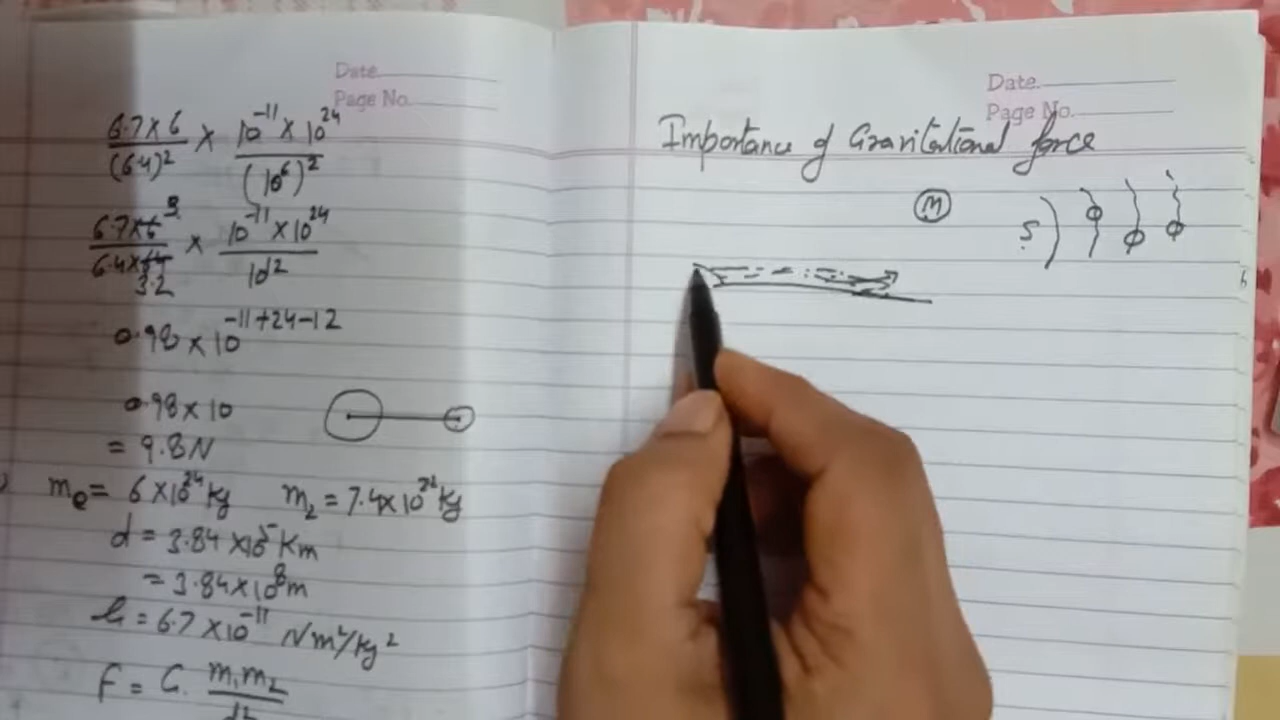 Date
Page No.
6.7 × 6 / (6.4)² × 10⁻¹¹ × 10²⁴ / (10⁶)²
6.7 × 6 3 / 6.4 × 6.4 3.2 × 10⁻¹¹ × 10²⁴ / 10¹²
0.98 × 10⁻¹¹⁺²⁴⁻¹²
0.98 × 10
= 9.8 N
mₑ = 6 × 10²⁴ kg m₂ = 7.4 × 10²² kg
d = 3.84 × 10⁵ Km
= 3.84 × 10⁸ m
G = 6.7 × 10⁻¹¹ Nm²/kg²
F = G. m₁m₂ / d²
Date
Page No.
Importance of Gravitational force
M
S